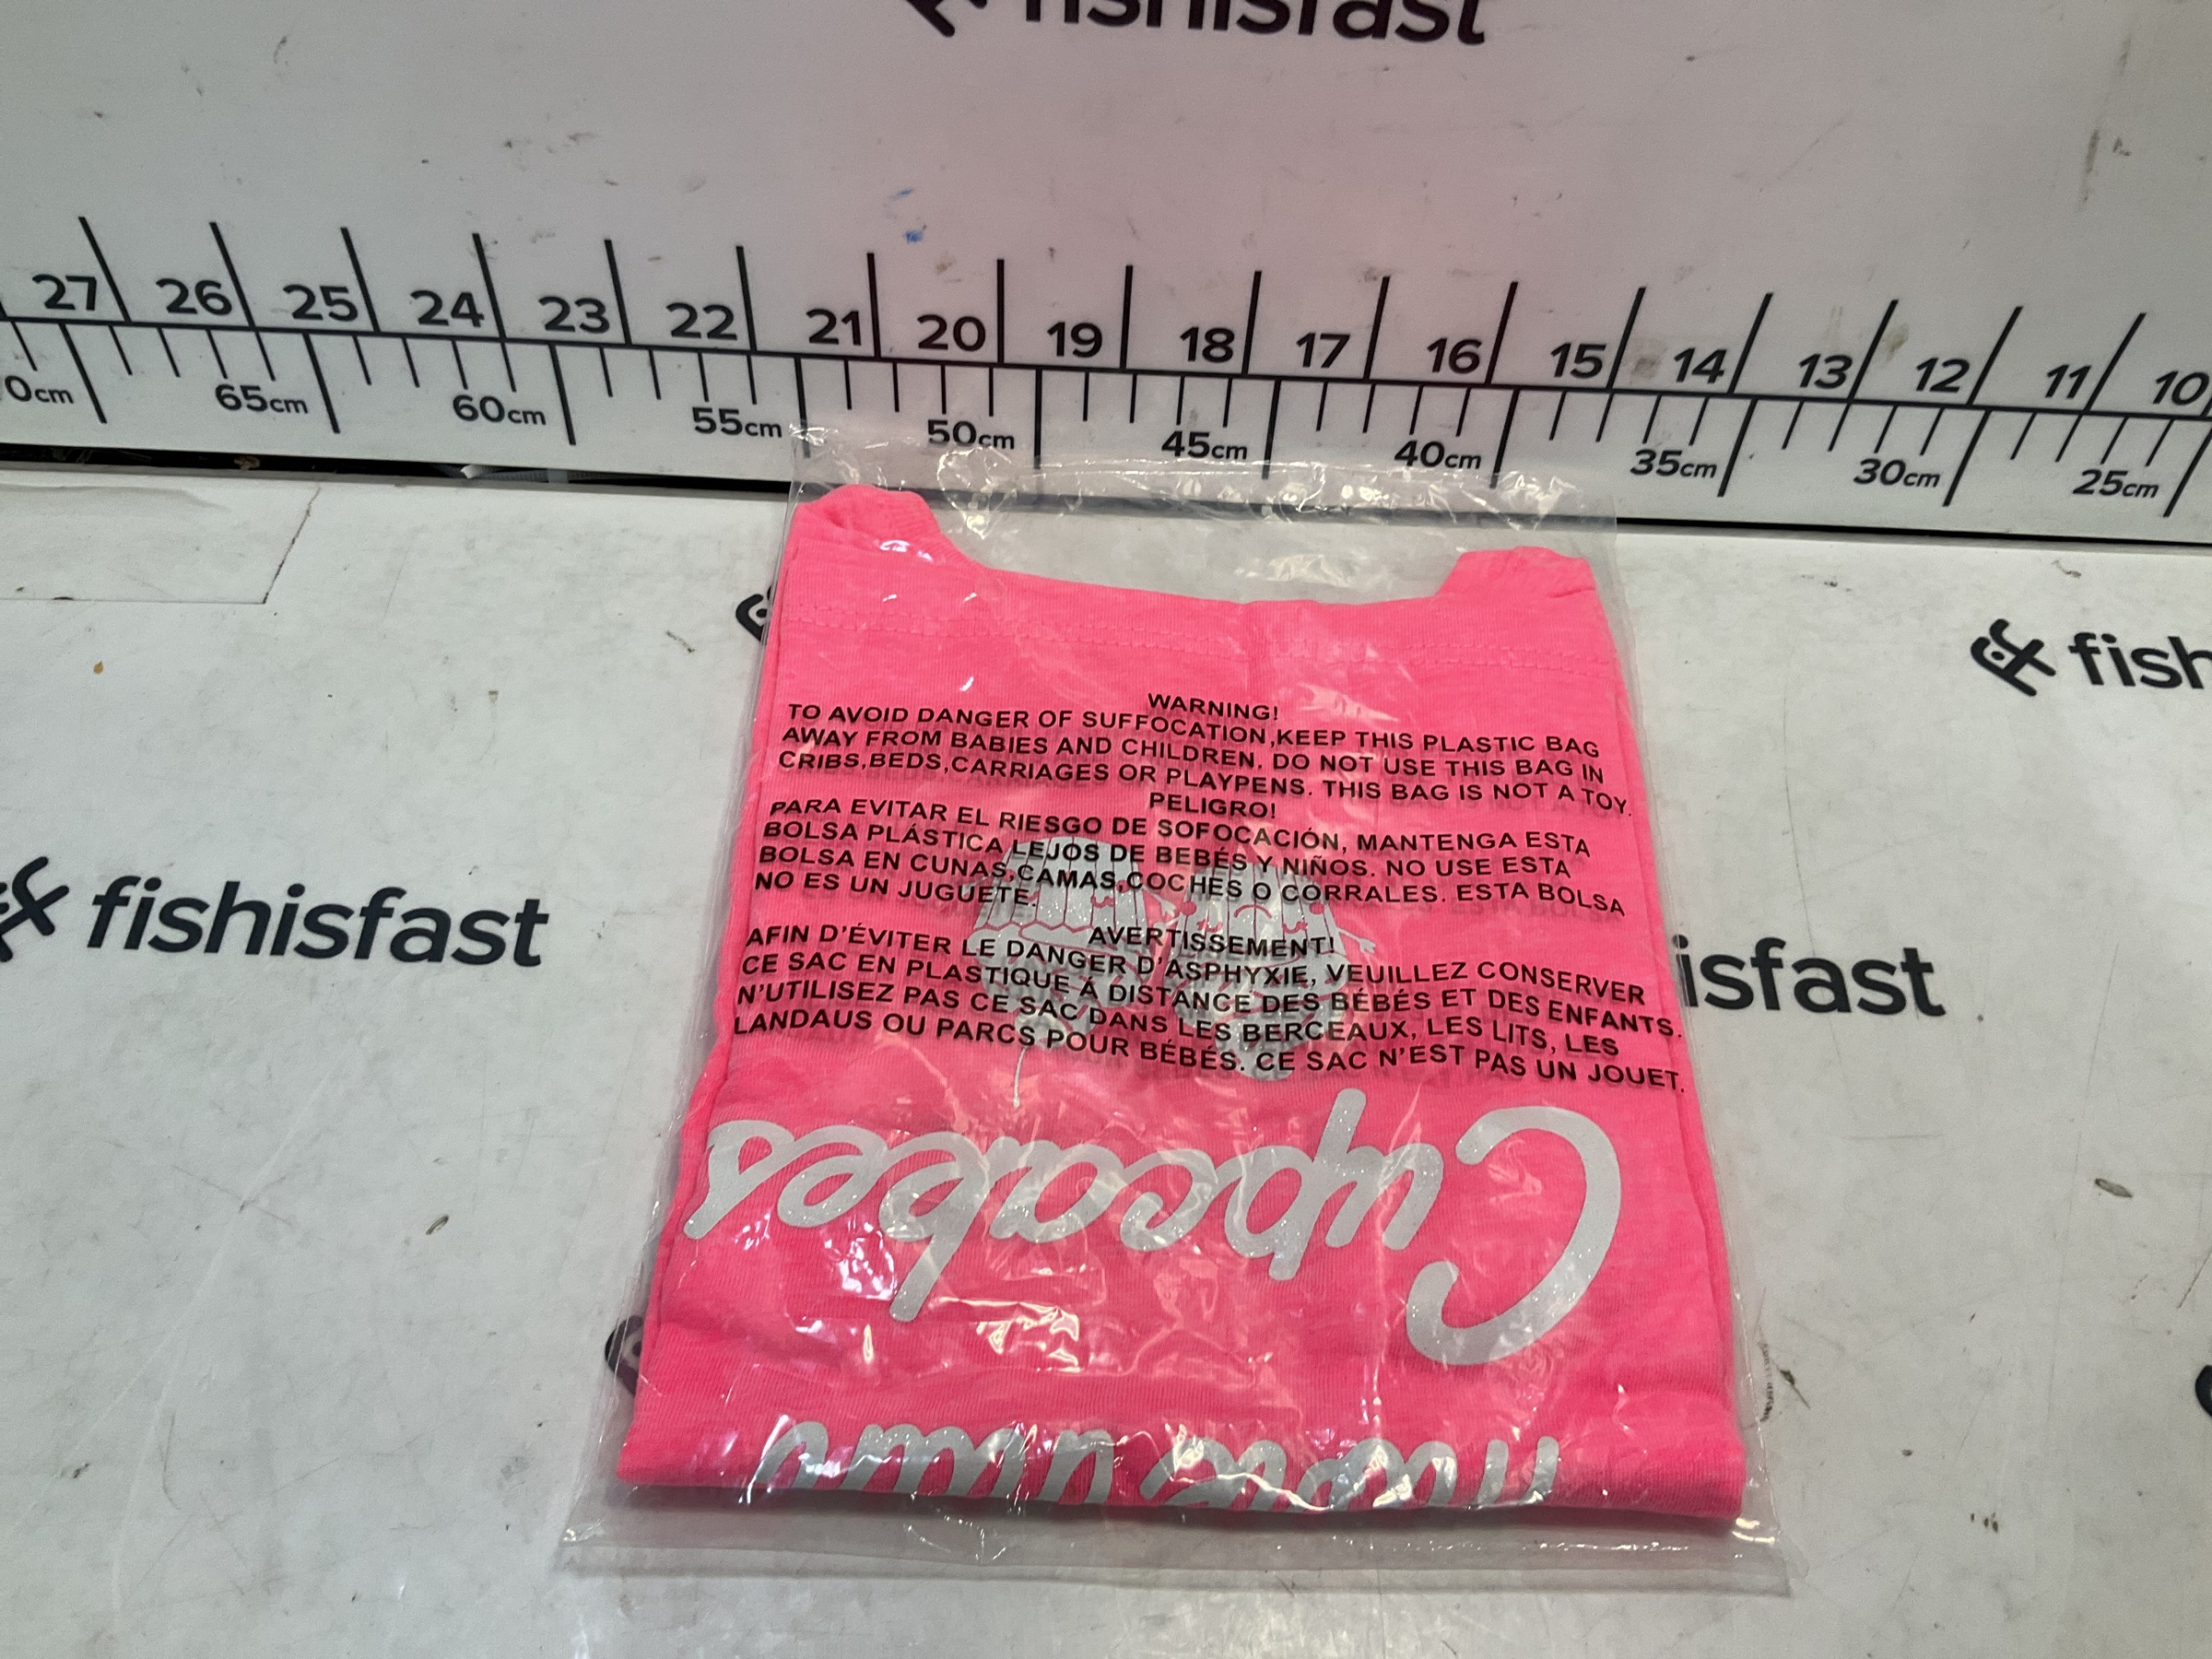 fishisfast
27 26 25 24 23 22 21 20 19 18 17 16 15 14 13 12 11 10
0cm 65cm 60cm 55cm 50cm 45cm 40cm 35cm 30cm 25cm
fish
WARNING!
TO AVOID DANGER OF SUFFOCATION,KEEP THIS PLASTIC BAG
AWAY FROM BABIES AND CHILDREN. DO NOT USE THIS BAG IN
CRIBS,BEDS,CARRIAGES OR PLAYPENS. THIS BAG IS NOT A TOY.
PELIGRO!
PARA EVITAR EL RIESGO DE SOFOCACIÓN, MANTENGA ESTA
BOLSA PLÁSTICA LEJOS DE BEBÉS Y NIÑOS. NO USE ESTA
BOLSA EN CUNAS,CAMAS,COCHES O CORRALES. ESTA BOLSA
NO ES UN JUGUETE.
AVERTISSEMENT!
AFIN D'ÉVITER LE DANGER D'ASPHYXIE, VEUILLEZ CONSERVER
CE SAC EN PLASTIQUE À DISTANCE DES BÉBÉS ET DES ENFANTS.
N'UTILISEZ PAS CE SAC DANS LES BERCEAUX, LES LITS, LES
LANDAUS OU PARCS POUR BÉBÉS. CE SAC N'EST PAS UN JOUET.
fishisfast
isfast
Cupcakes